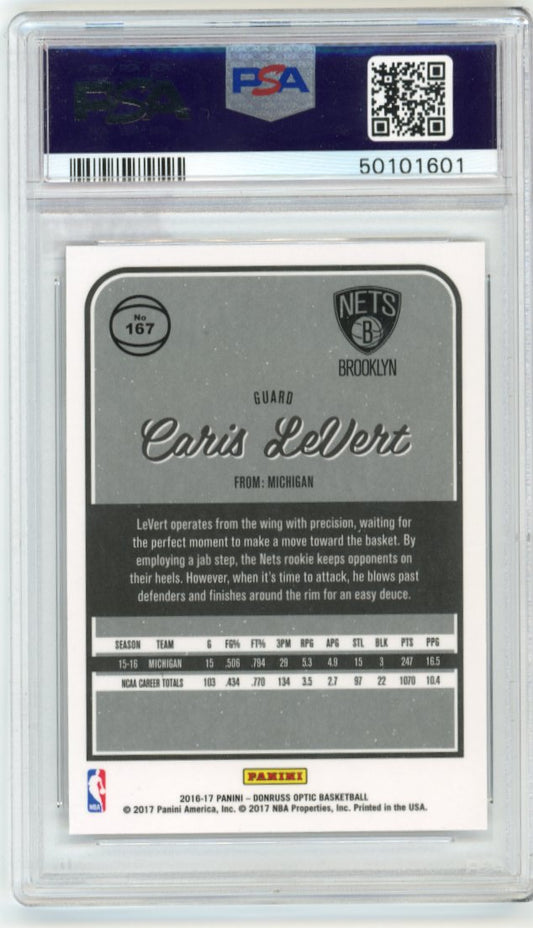 PSA
PSA
50101601
No
167
NETS
B
BROOKLYN
GUARD
Caris LeVert
FROM: MICHIGAN
LeVert operates from the wing with precision, waiting for
the perfect moment to make a move toward the basket. By
employing a jab step, the Nets rookie keeps opponents on
their heels. However, when it's time to attack, he blows past
defenders and finishes around the rim for an easy deuce.
SEASON TEAM G FG% FT% 3PM RPG APG STL BLK PTS PPG
15-16 MICHIGAN 15 .506 .794 29 5.3 4.9 15 3 247 16.5
NCAA CAREER TOTALS 103 .434 .770 134 3.5 2.7 97 22 1070 10.4
PANINI
NBA
2016-17 PANINI – DONRUSS OPTIC BASKETBALL
© 2017 Panini America, Inc. © 2017 NBA Properties, Inc. Printed in the USA.
PSA